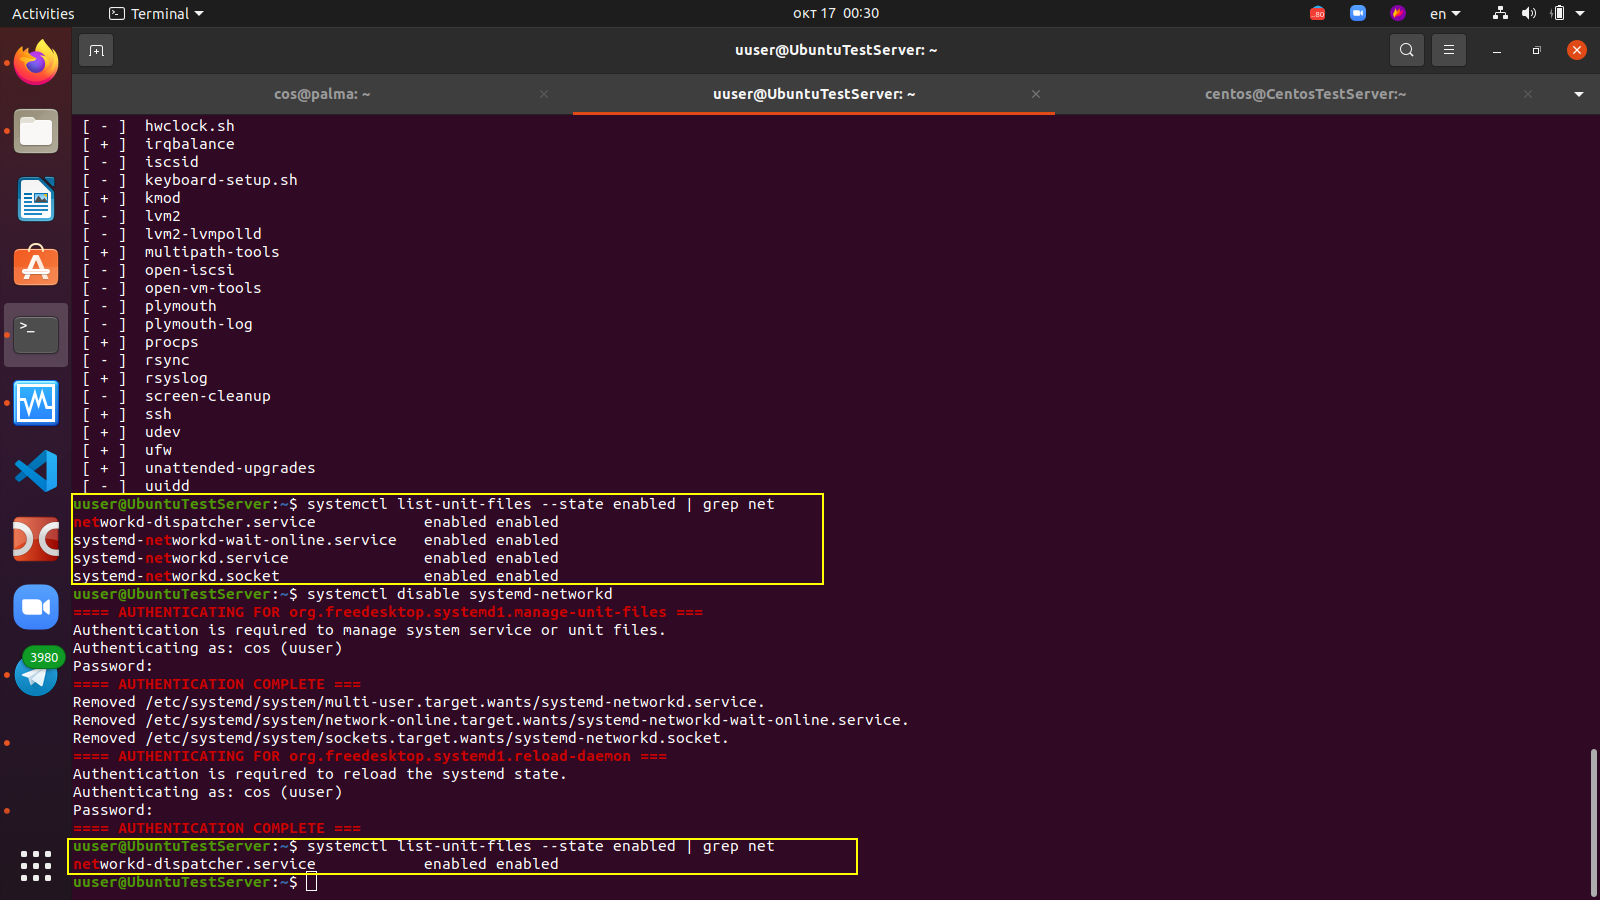 Activities Terminal окт 17 00:30 80 en
uuser@UbuntuTestServer: ~
cos@palma: ~ uuser@UbuntuTestServer: ~ centos@CentosTestServer:~
[ - ] hwclock.sh
[ + ] irqbalance
[ - ] iscsid
[ - ] keyboard-setup.sh
[ + ] kmod
[ - ] lvm2
[ - ] lvm2-lvmpolld
[ + ] multipath-tools
[ - ] open-iscsi
[ - ] open-vm-tools
[ - ] plymouth
[ - ] plymouth-log
[ + ] procps
[ - ] rsync
[ + ] rsyslog
[ - ] screen-cleanup
[ + ] ssh
[ + ] udev
[ + ] ufw
[ + ] unattended-upgrades
[ - ] uuidd
uuser@UbuntuTestServer:~$ systemctl list-unit-files --state enabled | grep net
networkd-dispatcher.service enabled enabled
systemd-networkd-wait-online.service enabled enabled
systemd-networkd.service enabled enabled
systemd-networkd.socket enabled enabled
uuser@UbuntuTestServer:~$ systemctl disable systemd-networkd
==== AUTHENTICATING FOR org.freedesktop.systemd1.manage-unit-files ===
Authentication is required to manage system service or unit files.
Authenticating as: cos (uuser)
Password:
==== AUTHENTICATION COMPLETE ===
Removed /etc/systemd/system/multi-user.target.wants/systemd-networkd.service.
Removed /etc/systemd/system/network-online.target.wants/systemd-networkd-wait-online.service.
Removed /etc/systemd/system/sockets.target.wants/systemd-networkd.socket.
==== AUTHENTICATING FOR org.freedesktop.systemd1.reload-daemon ===
Authentication is required to reload the systemd state.
Authenticating as: cos (uuser)
Password:
==== AUTHENTICATION COMPLETE ===
uuser@UbuntuTestServer:~$ systemctl list-unit-files --state enabled | grep net
networkd-dispatcher.service enabled enabled
uuser@UbuntuTestServer:~$
3980